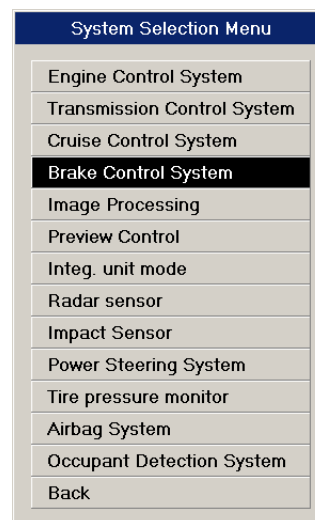 System Selection Menu
Engine Control System
Transmission Control System
Cruise Control System
Brake Control System
Image Processing
Preview Control
Integ. unit mode
Radar sensor
Impact Sensor
Power Steering System
Tire pressure monitor
Airbag System
Occupant Detection System
Back